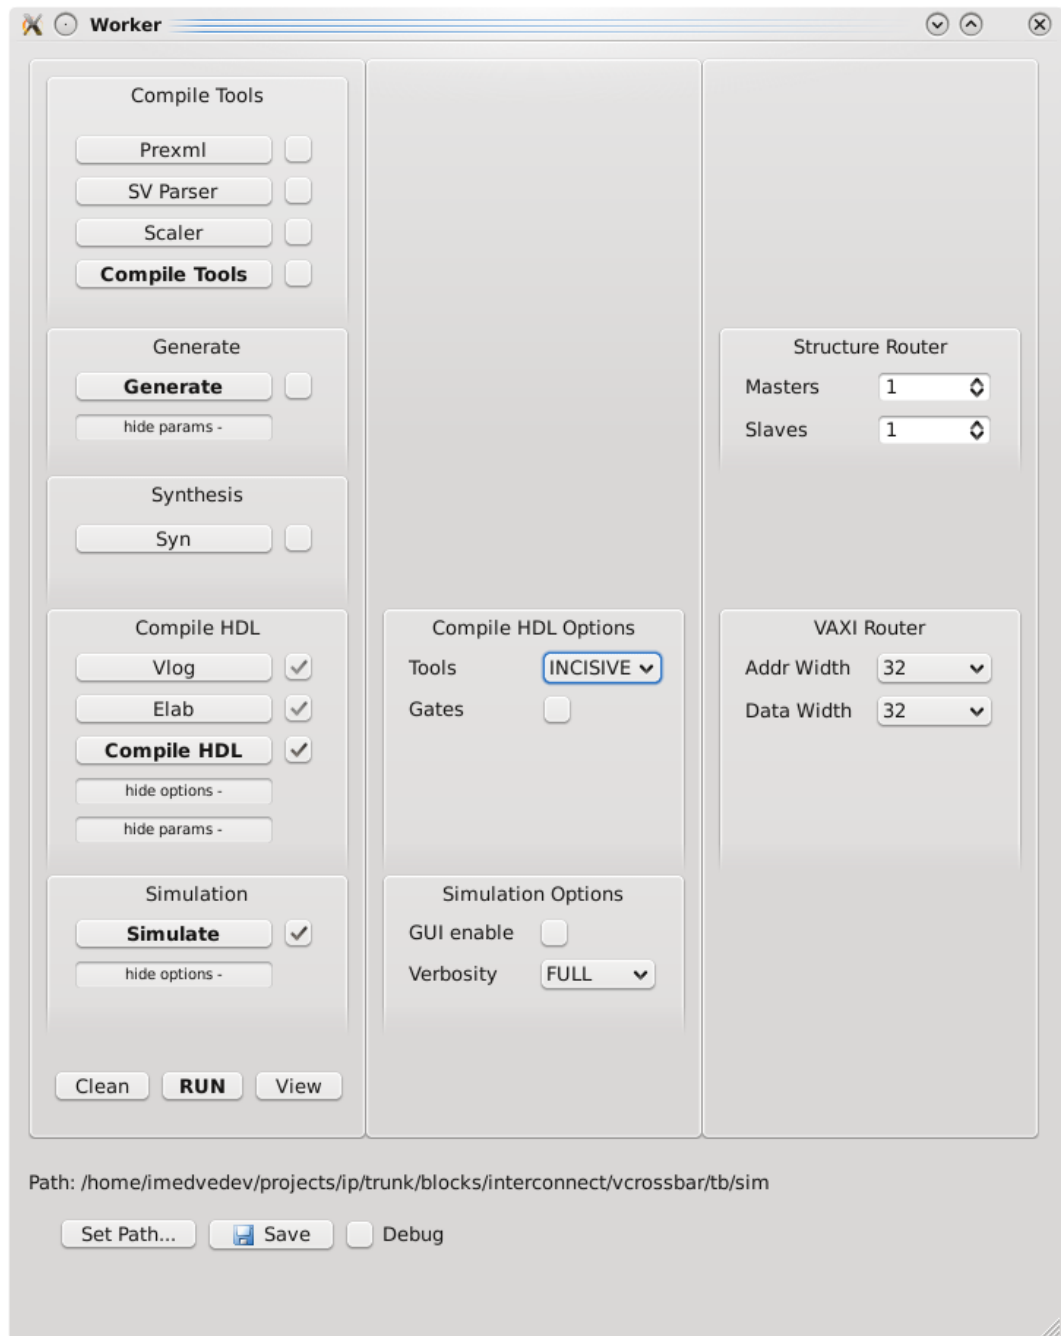 Worker
Compile Tools
Prexml
SV Parser
Scaler
Compile Tools
Generate
Generate
hide params -
Structure Router
Masters 1
Slaves 1
Synthesis
Syn
Compile HDL
Vlog
Elab
Compile HDL
hide options -
hide params -
Compile HDL Options
Tools INCISIVE
Gates
VAXI Router
Addr Width 32
Data Width 32
Simulation
Simulate
hide options -
Simulation Options
GUI enable
Verbosity FULL
Clean RUN View
Path: /home/imedvedev/projects/ip/trunk/blocks/interconnect/vcrossbar/tb/sim
Set Path... Save Debug